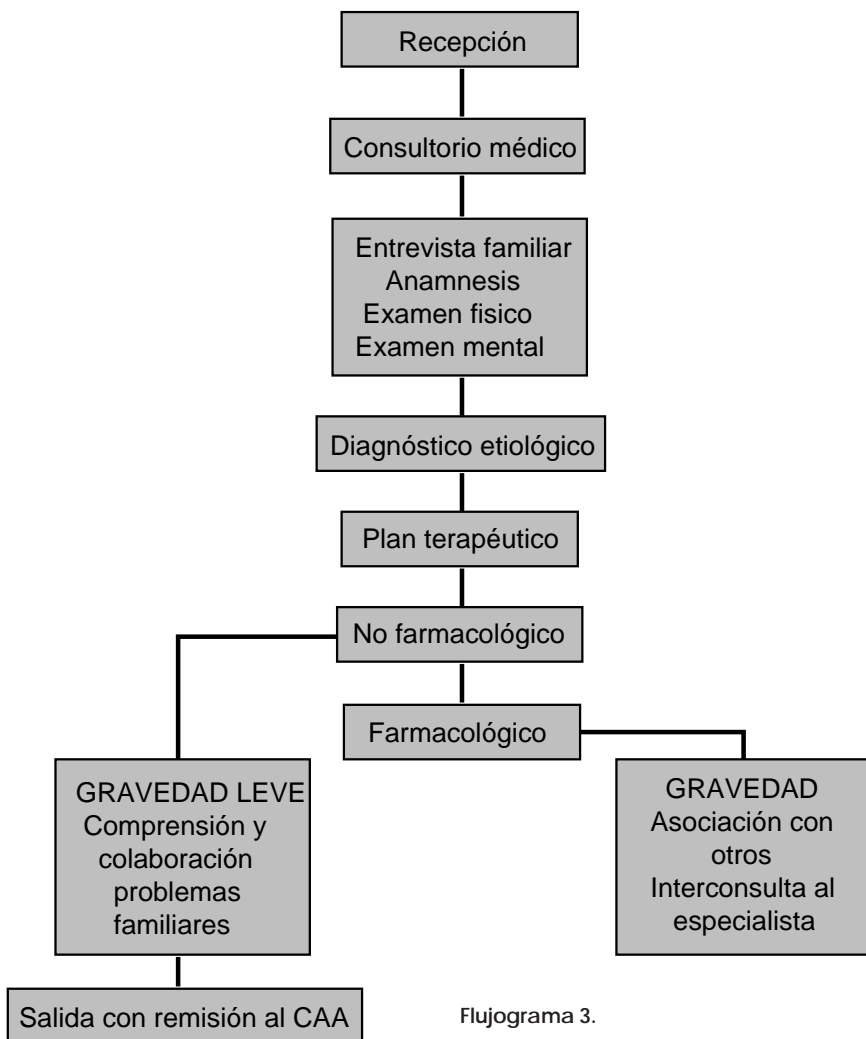 Recepción
Consultorio médico
Entrevista familiar
Anamnesis
Examen fisico
Examen mental
Diagnóstico etiológico
Plan terapéutico
No farmacológico
Farmacológico
GRAVEDAD LEVE
Comprensión y
colaboración
problemas
familiares
GRAVEDAD
Asociación con
otros
Interconsulta al
especialista
Salida con remisión al CAA
Flujograma 3.